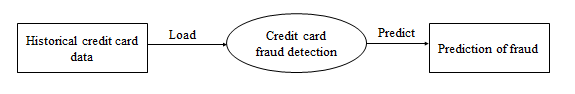 Historical credit card
data
Load
Credit card
fraud detection
Predict
Prediction of fraud